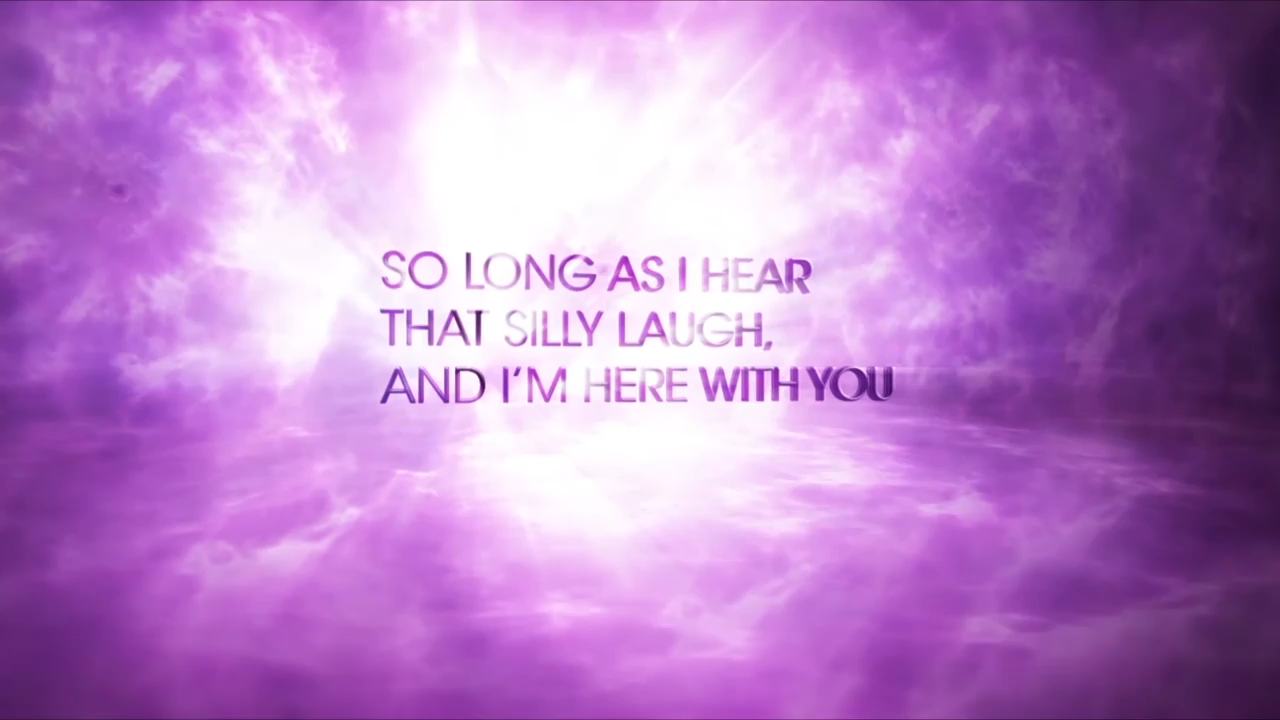 SO LONG AS I HEAR
THAT SILLY LAUGH,
AND I'M HERE WITH YOU